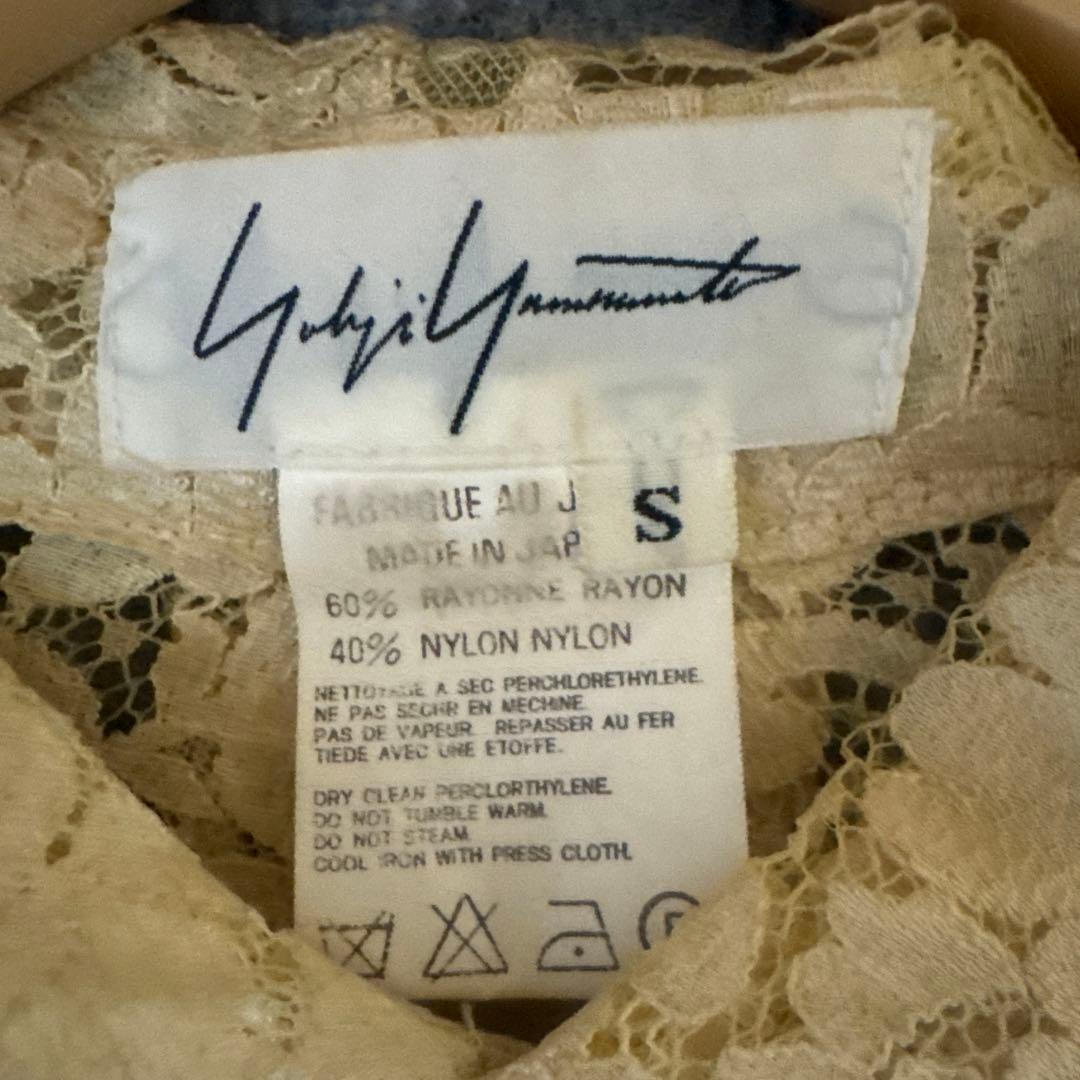 Yohji Yamamoto
S
FABRIQUE AU J
MADE IN JAP
60% RAYONNE RAYON
40% NYLON NYLON
NETTOYAGE A SEC PERCHLORETHYLENE.
NE PAS SECHR EN MECHINE.
PAS DE VAPEUR. REPASSER AU FER
TIEDE AVEC UNE ETOFFE.
DRY CLEAN PERCLORTHYLENE.
DO NOT TUMBLE WARM.
DO NOT STEAM.
COOL IRON WITH PRESS CLOTH.